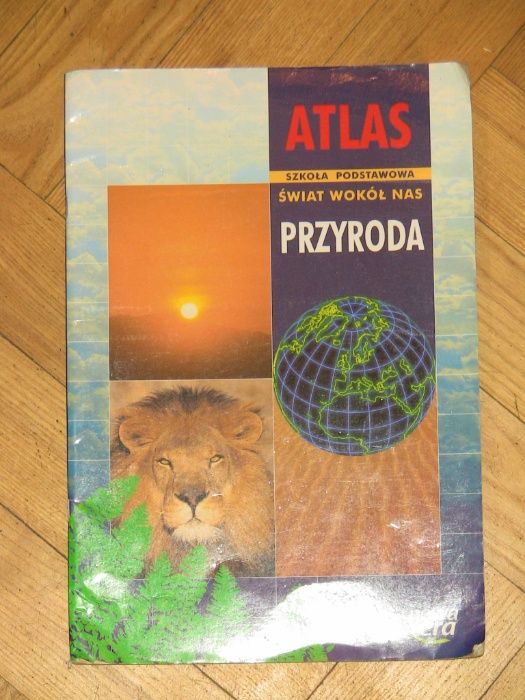 ATLAS
SZKOŁA PODSTAWOWA
ŚWIAT WOKÓŁ NAS
PRZYRODA